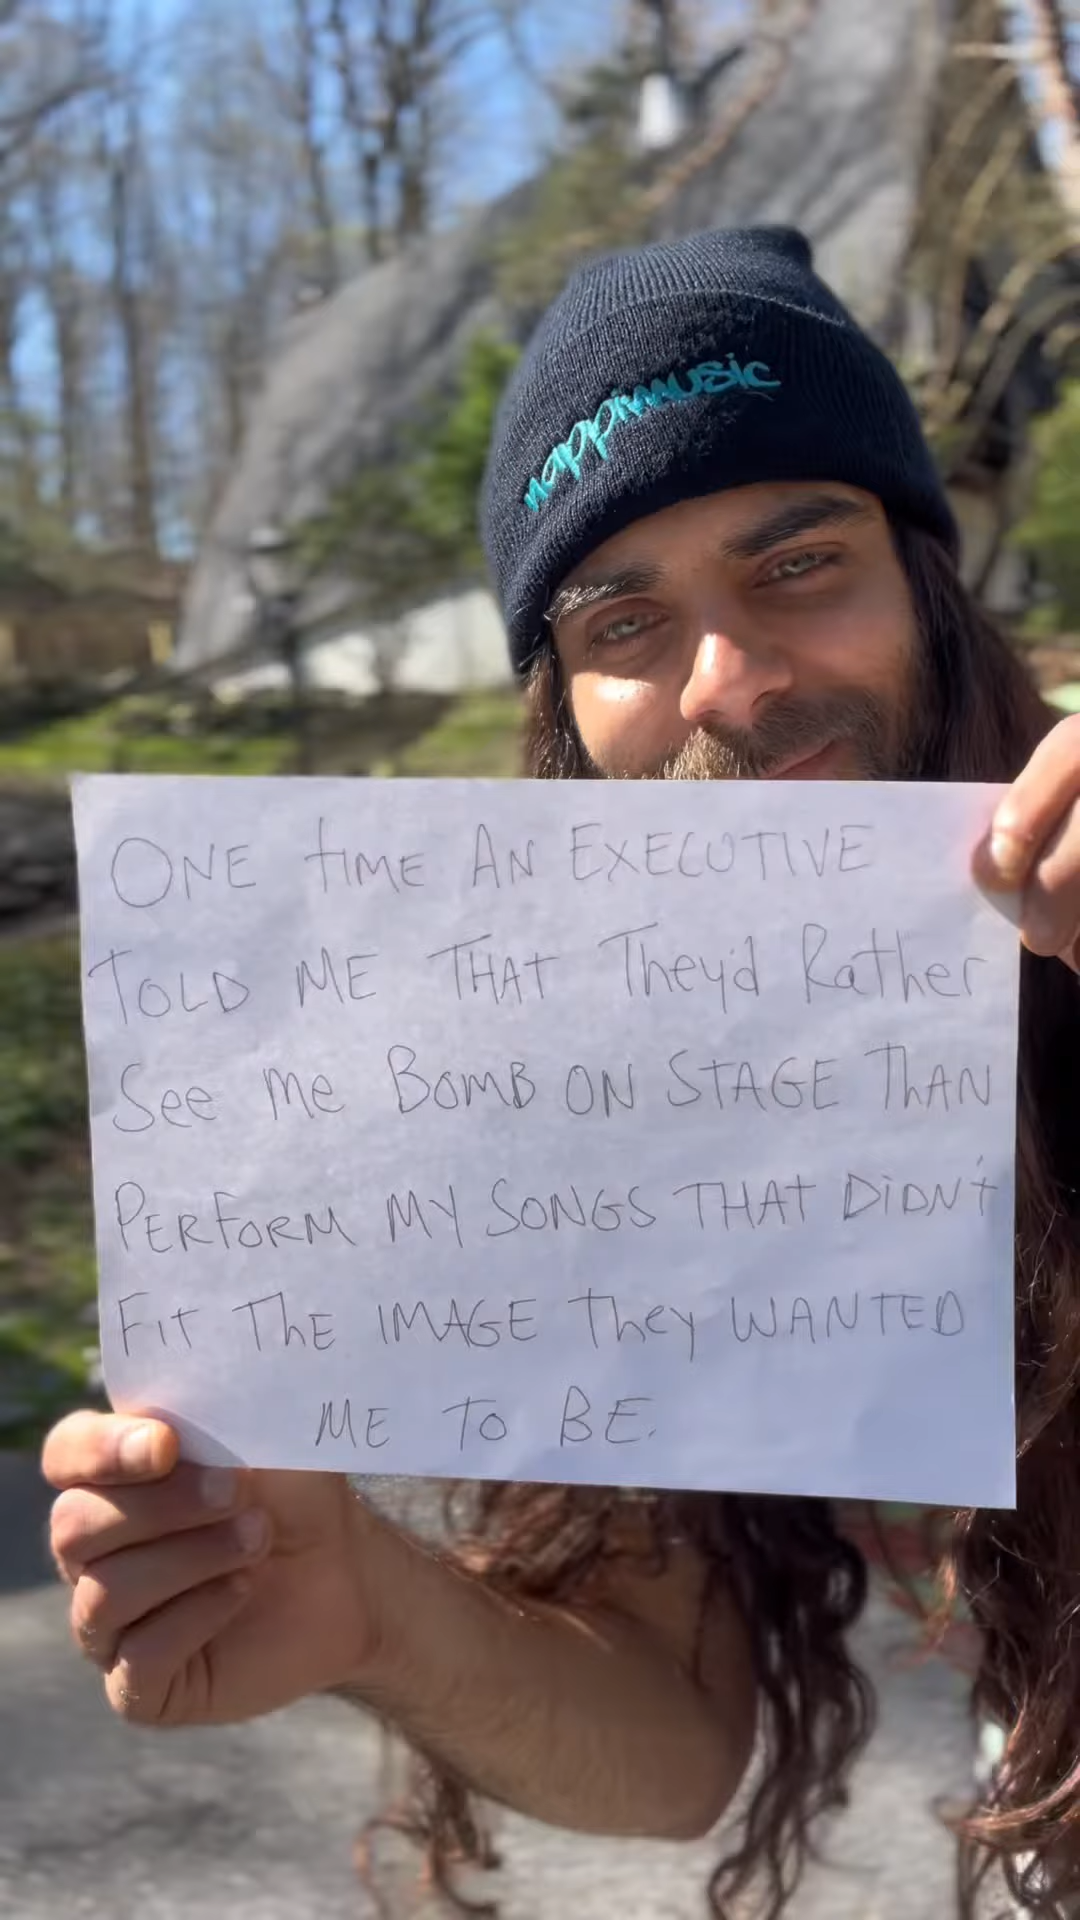 nappimusic
ONE tIME AN EXECUTIVE
TOLD ME THAT They'd Rather
See me BOMB ON STAGE ThAN
PERFORM MY SONGS THAT DiDN't
FiT ThE IMAGE they WANTED
ME TO BE.